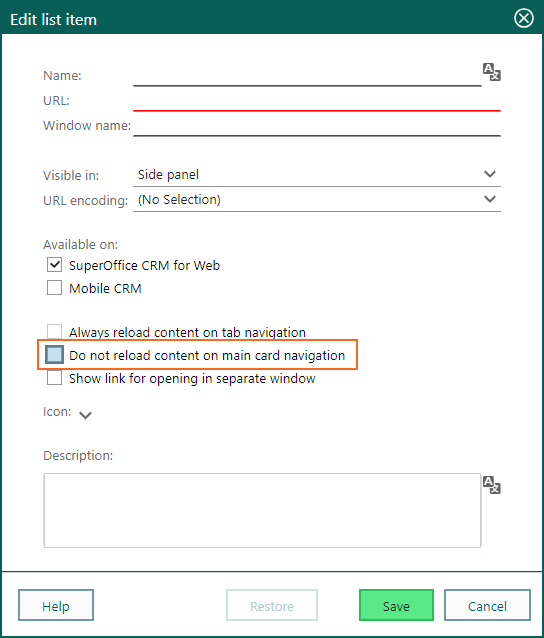 Edit list item
Name:
URL:
Window name:
Visible in: Side panel
URL encoding: (No Selection)
Available on:
SuperOffice CRM for Web
Mobile CRM
Always reload content on tab navigation
Do not reload content on main card navigation
Show link for opening in separate window
Icon:
Description:
Help Restore Save Cancel